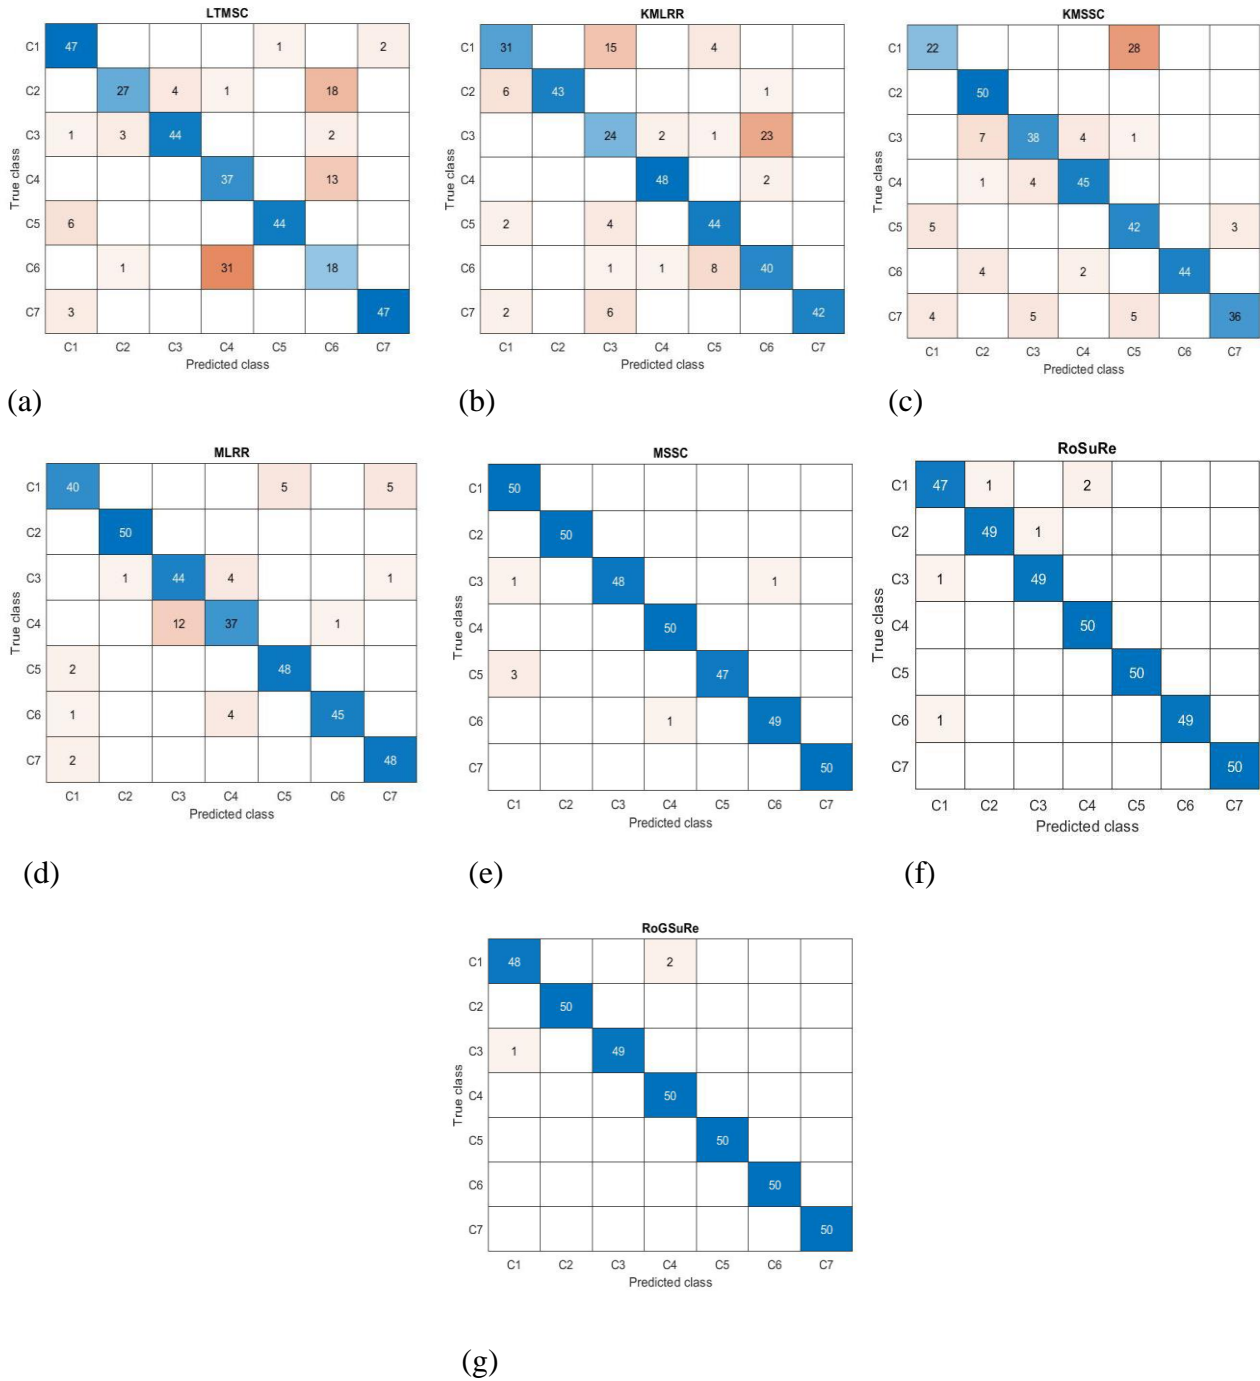 LTMSC
C1 47 1 2
C2 27 4 1 18
C3 1 3 44 2
C4 37 13
C5 6 44
C6 1 31 18
C7 3 47
True class
C1 C2 C3 C4 C5 C6 C7
Predicted class
(a)
KMLRR
C1 31 15 4
C2 6 43 1
C3 24 2 1 23
C4 48 2
C5 2 4 44
C6 1 1 8 40
C7 2 6 42
True class
C1 C2 C3 C4 C5 C6 C7
Predicted class
(b)
KMSSC
C1 22 28
C2 50
C3 7 38 4 1
C4 1 4 45
C5 5 42 3
C6 4 2 44
C7 4 5 5 36
True class
C1 C2 C3 C4 C5 C6 C7
Predicted class
(c)
MLRR
C1 40 5 5
C2 50
C3 1 44 4 1
C4 12 37 1
C5 2 48
C6 1 4 45
C7 2 48
True class
C1 C2 C3 C4 C5 C6 C7
Predicted class
(d)
MSSC
C1 50
C2 50
C3 1 48 1
C4 50
C5 3 47
C6 1 49
C7 50
True class
C1 C2 C3 C4 C5 C6 C7
Predicted class
(e)
RoSuRe
C1 47 1 2
C2 49 1
C3 1 49
C4 50
C5 50
C6 1 49
C7 50
True class
C1 C2 C3 C4 C5 C6 C7
Predicted class
(f)
RoGSuRe
C1 48 2
C2 50
C3 1 49
C4 50
C5 50
C6 50
C7 50
True class
C1 C2 C3 C4 C5 C6 C7
Predicted class
(g)